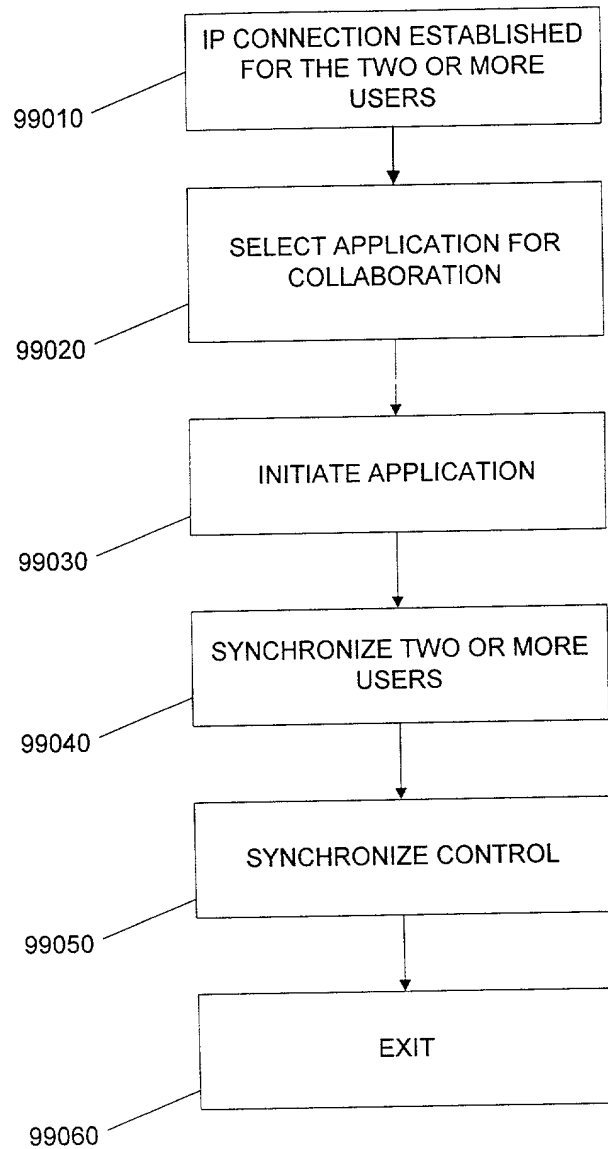 IP CONNECTION ESTABLISHED
FOR THE TWO OR MORE
USERS
99010
SELECT APPLICATION FOR
COLLABORATION
99020
INITIATE APPLICATION
99030
SYNCHRONIZE TWO OR MORE
USERS
99040
SYNCHRONIZE CONTROL
99050
EXIT
99060